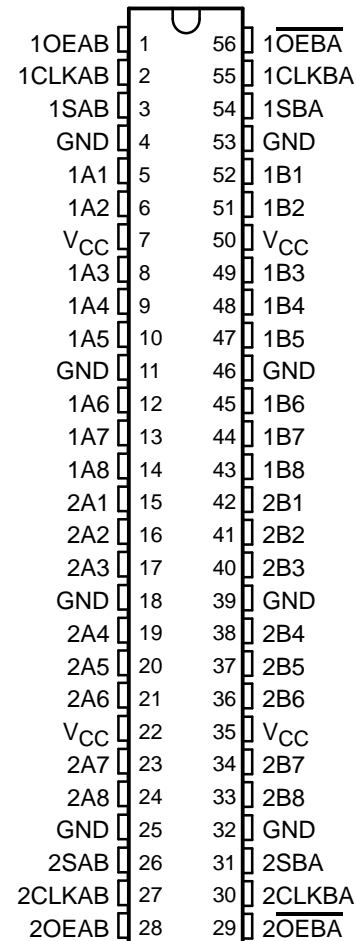 1OEAB 1 56 1O̅E̅B̅A̅
1CLKAB 2 55 1CLKBA
1SAB 3 54 1SBA
GND 4 53 GND
1A1 5 52 1B1
1A2 6 51 1B2
VCC 7 50 VCC
1A3 8 49 1B3
1A4 9 48 1B4
1A5 10 47 1B5
GND 11 46 GND
1A6 12 45 1B6
1A7 13 44 1B7
1A8 14 43 1B8
2A1 15 42 2B1
2A2 16 41 2B2
2A3 17 40 2B3
GND 18 39 GND
2A4 19 38 2B4
2A5 20 37 2B5
2A6 21 36 2B6
VCC 22 35 VCC
2A7 23 34 2B7
2A8 24 33 2B8
GND 25 32 GND
2SAB 26 31 2SBA
2CLKAB 27 30 2CLKBA
2OEAB 28 29 2O̅E̅B̅A̅